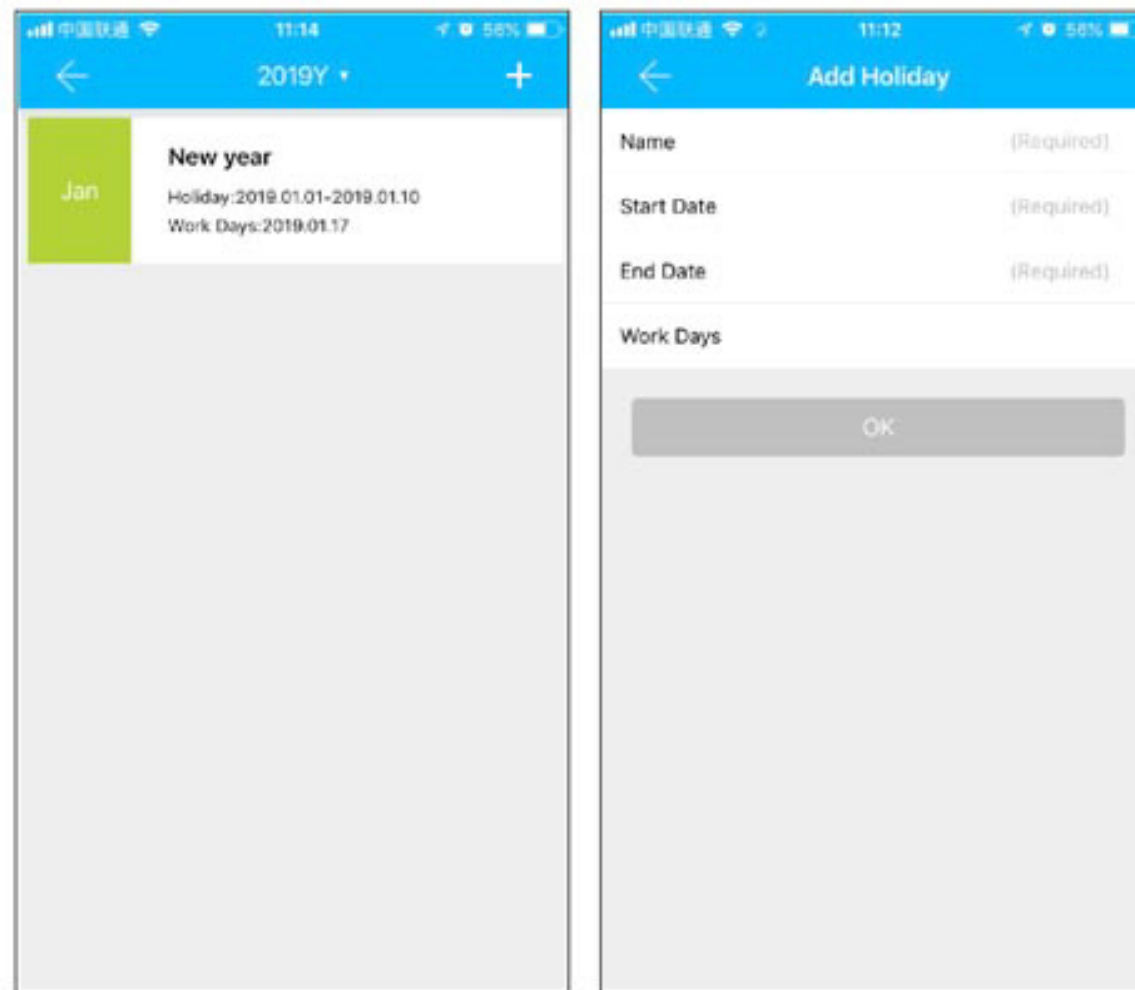 中国联通 11:14 56%
2019Y
Jan
New year
Holiday:2019.01.01-2019.01.10
Work Days:2019.01.17
中国联通 11:12 56%
Add Holiday
Name (Required)
Start Date (Required)
End Date (Required)
Work Days
OK